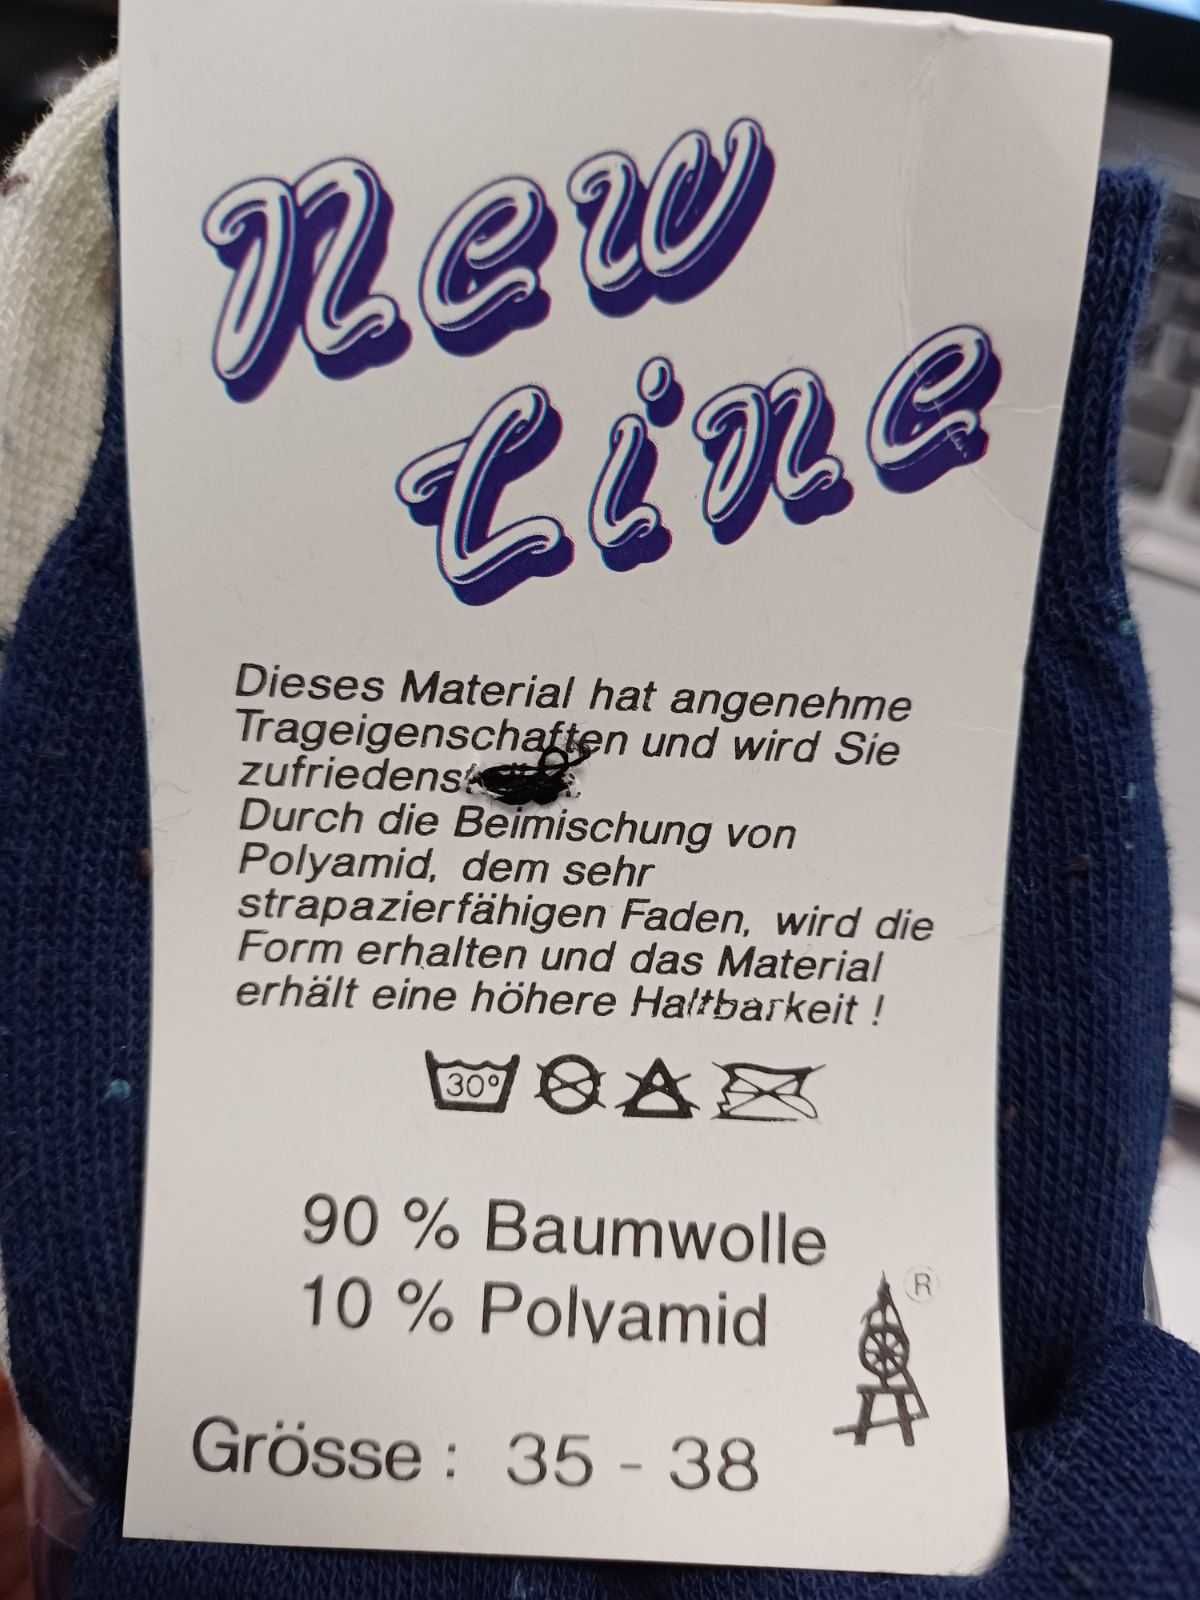 New
Line
Dieses Material hat angenehme
Trageigenschaften und wird Sie
Durch die Beimischung von
Polyamid, dem sehr
strapazierfähigen Faden, wird die
Form erhalten und das Material
erhält eine höhere Haltbarkeit !
30°
90 % Baumwolle
10 % Polyamid
R
Grösse : 35 - 38